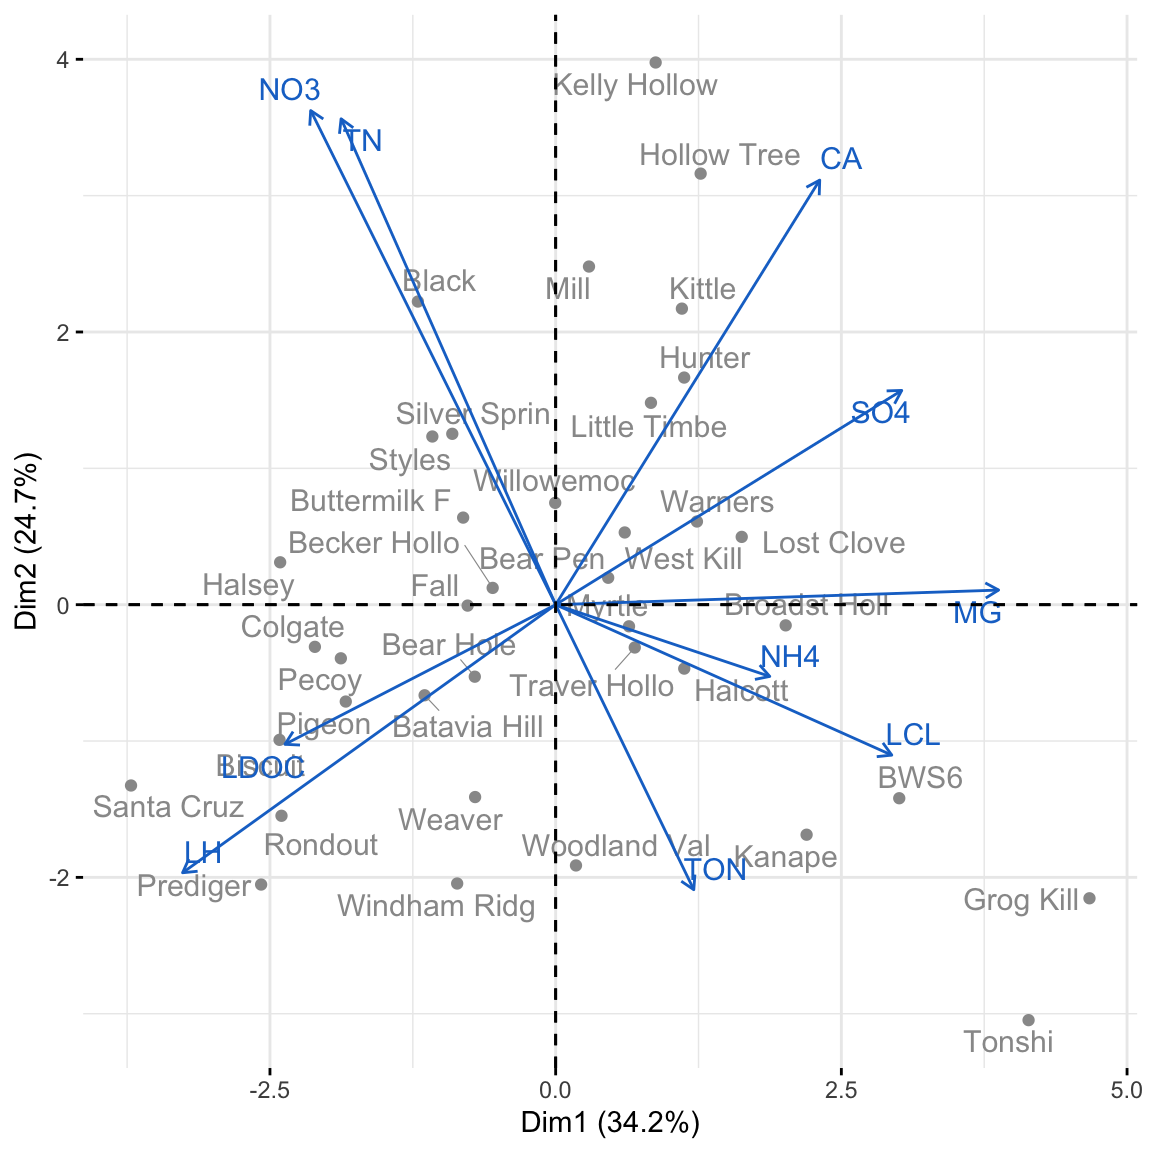 4
NO3
Kelly Hollow
TN
Hollow Tree
CA
Black
Mill
Kittle
2
Hunter
Silver Sprin
Little Timbe
SO4
Styles
Willowemoc
Buttermilk F
Warners
Becker Hollo
Bear Pen
West Kill
Lost Clove
Halsey
Fall
0
Myrtle
Broadst Holl
MG
Colgate
Bear Hole
NH4
Pecoy
Traver Hollo
Halcott
Pigeon
Batavia Hill
LCL
Biscuit
LDOC
BWS6
Santa Cruz
Weaver
Rondout
Woodland Val
Kanape
LH
TON
-2
Prediger
Windham Ridg
Grog Kill
Tonshi
-2.5
0.0
2.5
5.0
Dim1 (34.2%)
Dim2 (24.7%)